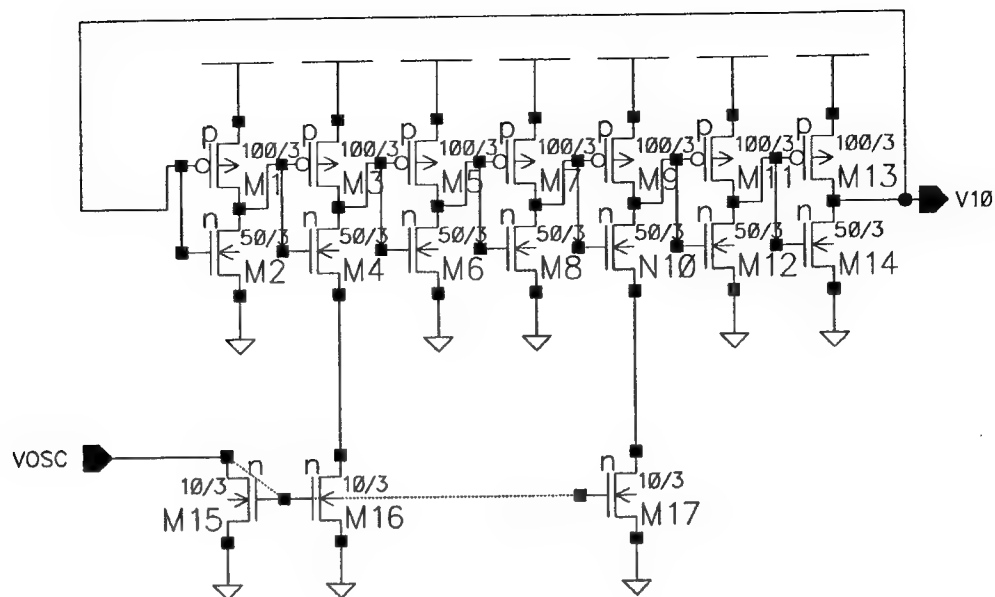 p p p p p p p
100/3 100/3 100/3 100/3 100/3 100/3 100/3
M1 M3 M5 M7 M9 M11 M13
V10
n n n n n n n
50/3 50/3 50/3 50/3 50/3 50/3 50/3
M2 M4 M6 M8 N10 M12 M14
VOSC
n n n
10/3 10/3 10/3
M15 M16 M17